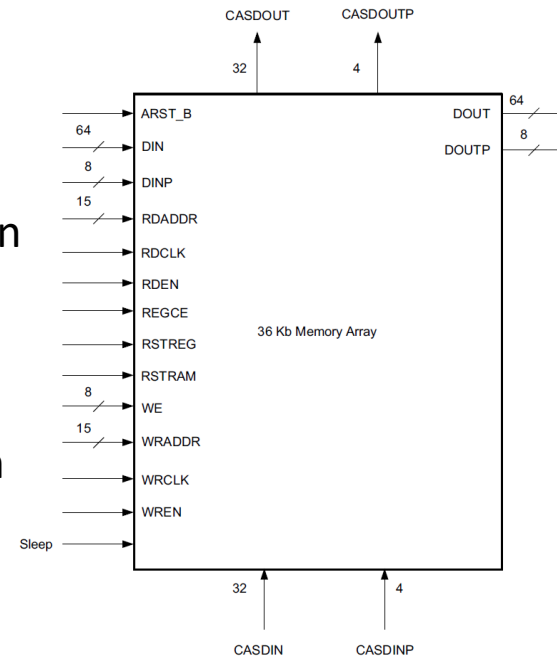 CASDOUT CASDOUTP
32 4
ARST_B DOUT 64
64 DIN DOUTP 8
8 DINP
15 RDADDR
n
RDCLK
RDEN
REGCE
36 Kb Memory Array
RSTREG
RSTRAM
8 WE
15 WRADDR
WRCLK
WREN
Sleep
32 4
CASDIN CASDINP